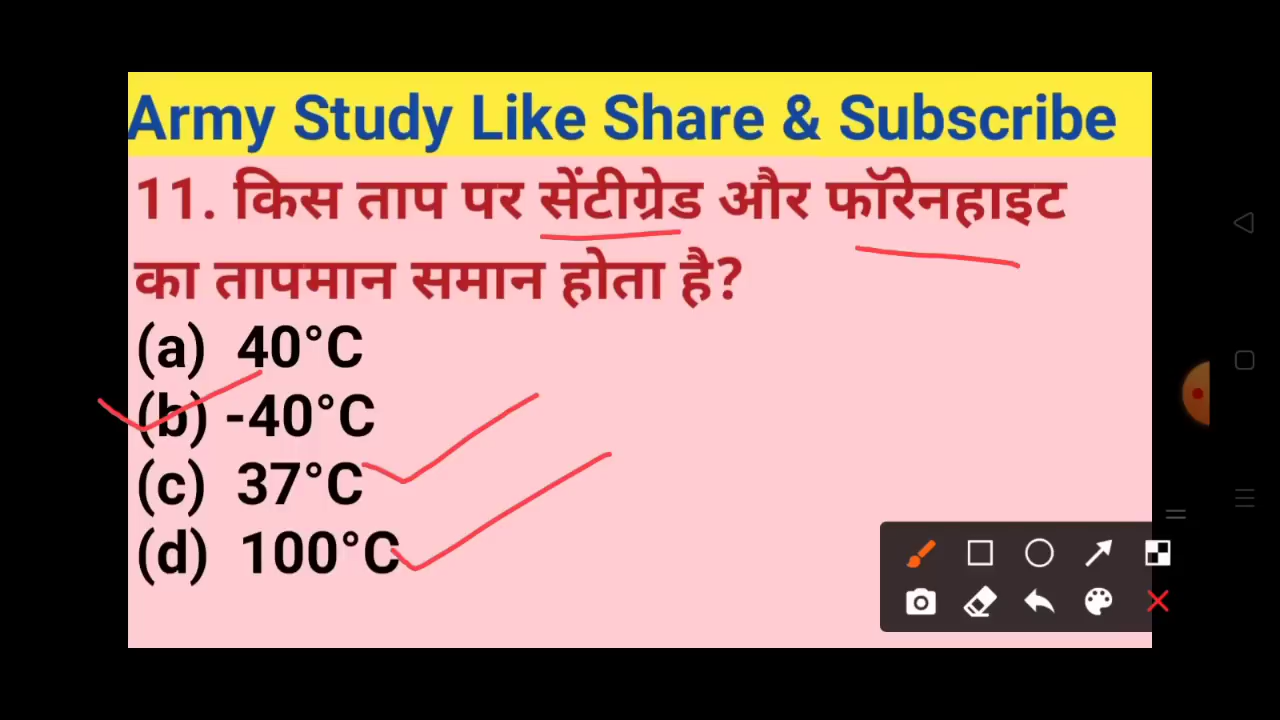 Army Study Like Share & Subscribe
11. किस ताप पर सेंटीग्रेड और फॉरेनहाइट
का तापमान समान होता है?
(a) 40°C
(b) -40°C
(c) 37°C
(d) 100°C